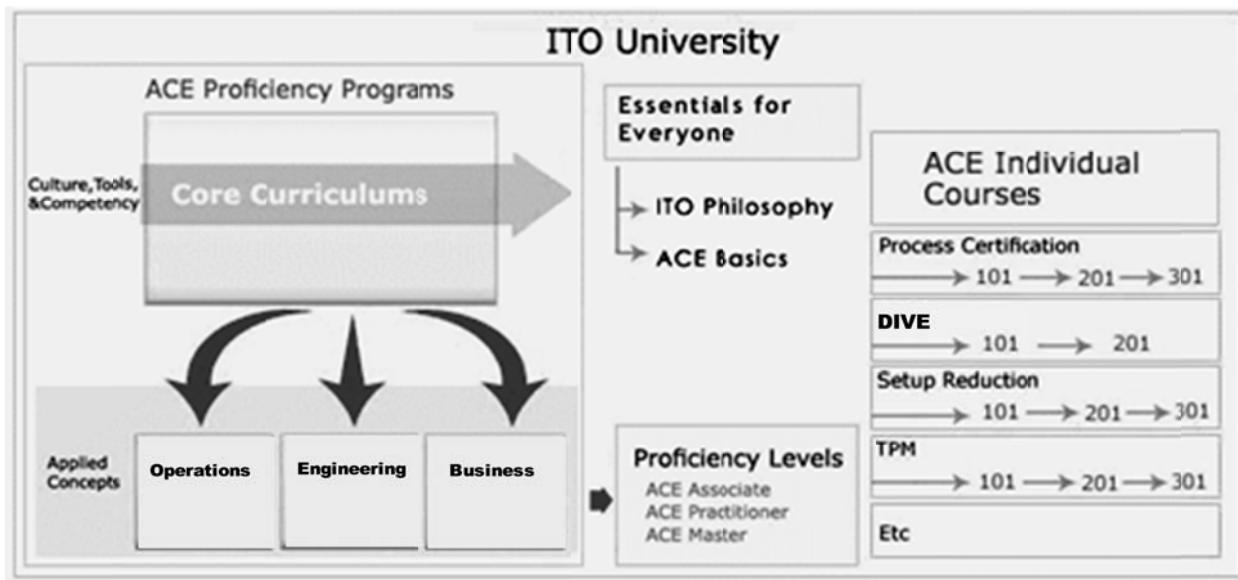 ITO University
ACE Proficiency Programs
Culture,Tools,
&Competency
Core Curriculums
Applied
Concepts
Operations
Engineering
Business
Essentials for
Everyone
ITO Philosophy
ACE Basics
Proficiency Levels
ACE Associate
ACE Practitioner
ACE Master
ACE Individual
Courses
Process Certification
101 201 301
DIVE
101 201
Setup Reduction
101 201 301
TPM
101 201 301
Etc